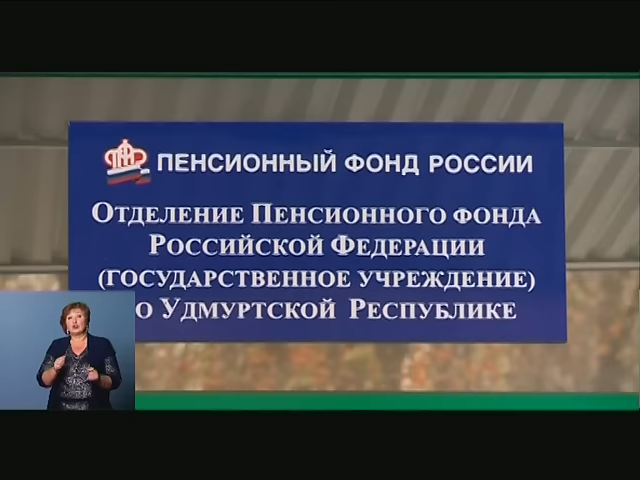 ПЕНСИОННЫЙ ФОНД РОССИИ
ОТДЕЛЕНИЕ ПЕНСИОННОГО ФОНДА
РОССИЙСКОЙ ФЕДЕРАЦИИ
(ГОСУДАРСТВЕННОЕ УЧРЕЖДЕНИЕ)
О УДМУРТСКОЙ РЕСПУБЛИКЕ